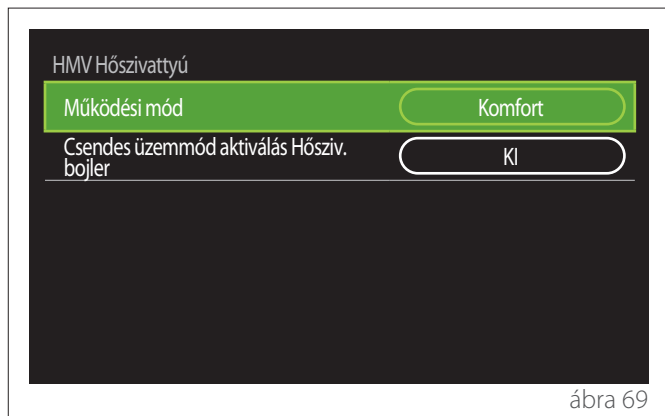 HMV Hőszivattyú
Működési mód
Komfort
Csendes üzemmód aktiválás Hősziv.
bojler
KI
ábra 69